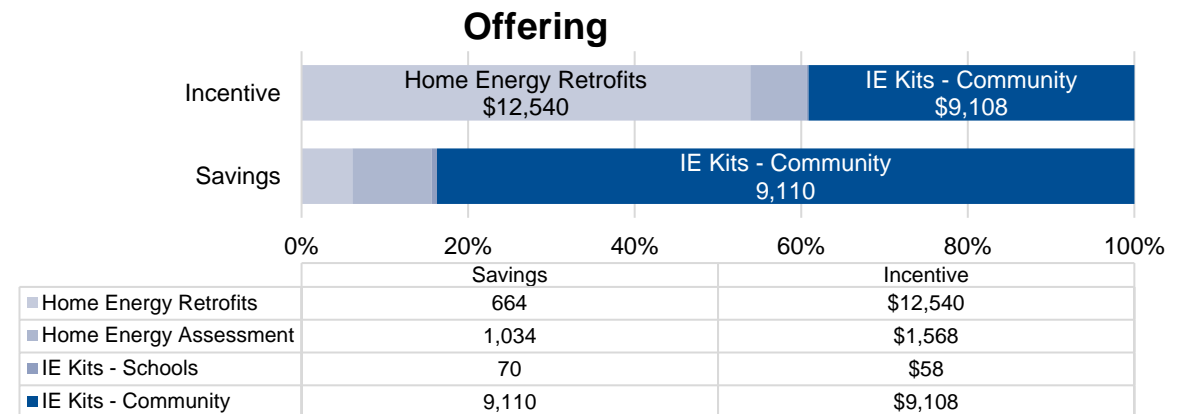 Offering
Incentive
Home Energy Retrofits
$12,540
IE Kits - Community
$9,108
Savings
IE Kits - Community
9,110
0% 20% 40% 60% 80% 100%
Savings Incentive
Home Energy Retrofits 664 $12,540
Home Energy Assessment 1,034 $1,568
IE Kits - Schools 70 $58
IE Kits - Community 9,110 $9,108